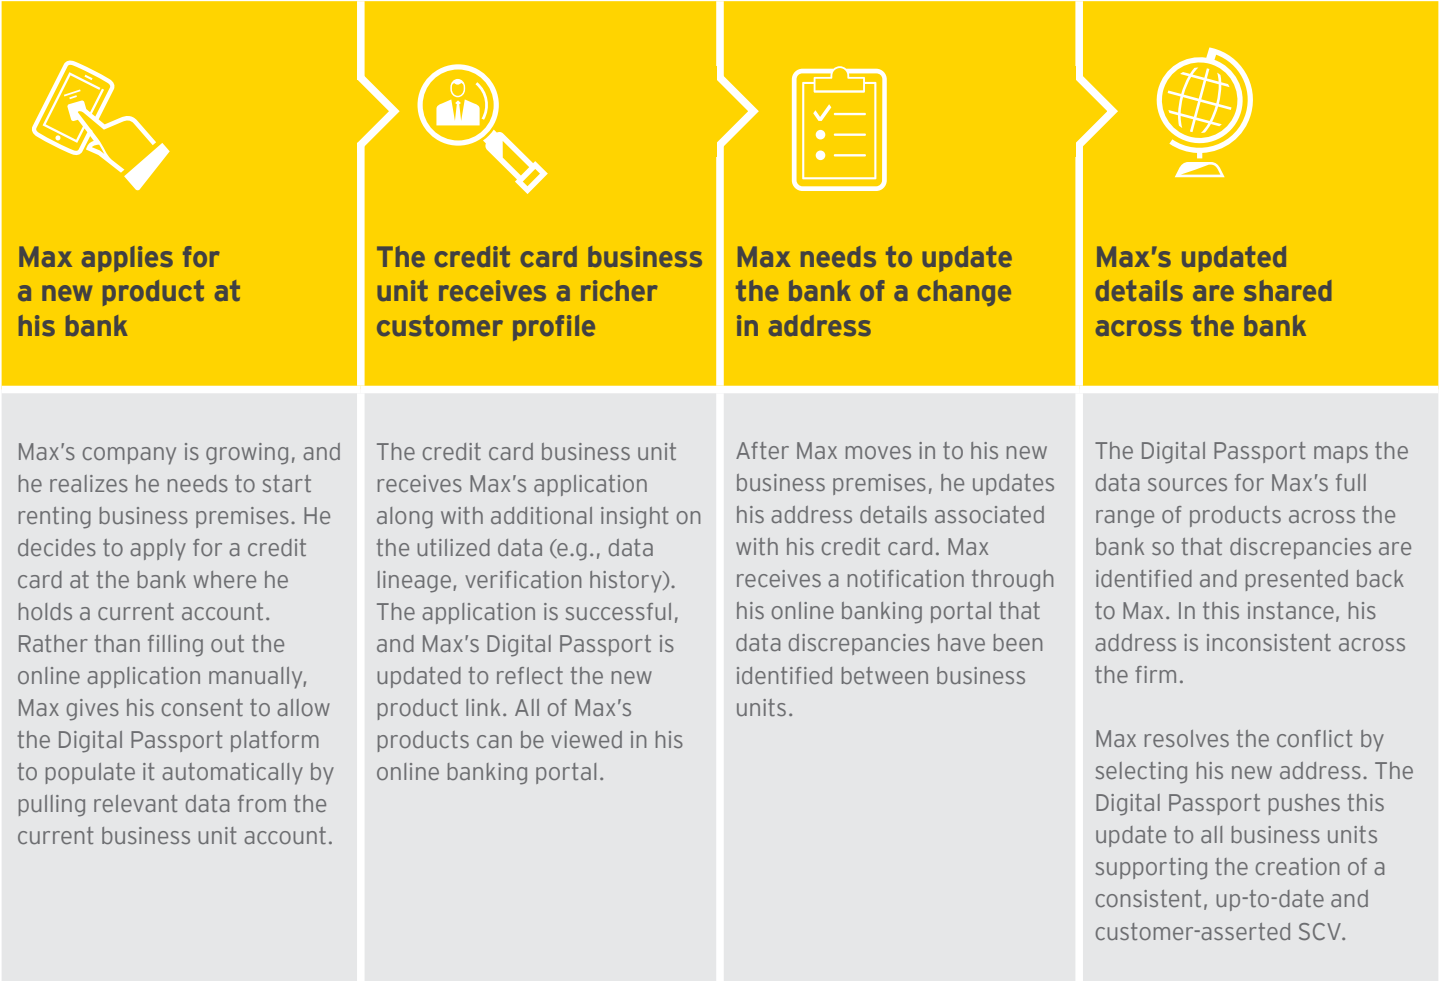 Max applies for
a new product at
his bank
The credit card business
unit receives a richer
customer profile
Max needs to update
the bank of a change
in address
Max’s updated
details are shared
across the bank
Max’s company is growing, and
he realizes he needs to start
renting business premises. He
decides to apply for a credit
card at the bank where he
holds a current account.
Rather than filling out the
online application manually,
Max gives his consent to allow
the Digital Passport platform
to populate it automatically by
pulling relevant data from the
current business unit account.
The credit card business unit
receives Max’s application
along with additional insight on
the utilized data (e.g., data
lineage, verification history).
The application is successful,
and Max’s Digital Passport is
updated to reflect the new
product link. All of Max’s
products can be viewed in his
online banking portal.
After Max moves in to his new
business premises, he updates
his address details associated
with his credit card. Max
receives a notification through
his online banking portal that
data discrepancies have been
identified between business
units.
The Digital Passport maps the
data sources for Max’s full
range of products across the
bank so that discrepancies are
identified and presented back
to Max. In this instance, his
address is inconsistent across
the firm.
Max resolves the conflict by
selecting his new address. The
Digital Passport pushes this
update to all business units
supporting the creation of a
consistent, up-to-date and
customer-asserted SCV.